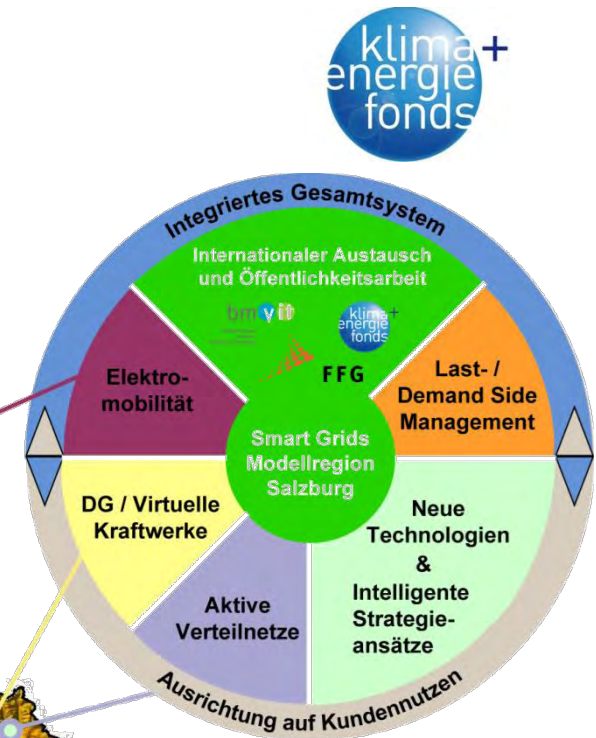 klima+
energie
fonds
Integriertes Gesamtsystem
Internationaler Austausch
und Öffentlichkeitsarbeit
bmvit
klima+
energie
fonds
FFG
Elektro-
mobilität
Last- /
Demand Side
Management
Smart Grids
Modellregion
Salzburg
DG / Virtuelle
Kraftwerke
Neue
Technologien
&
Intelligente
Strategie-
ansätze
Aktive
Verteilnetze
Ausrichtung auf Kundennutzen